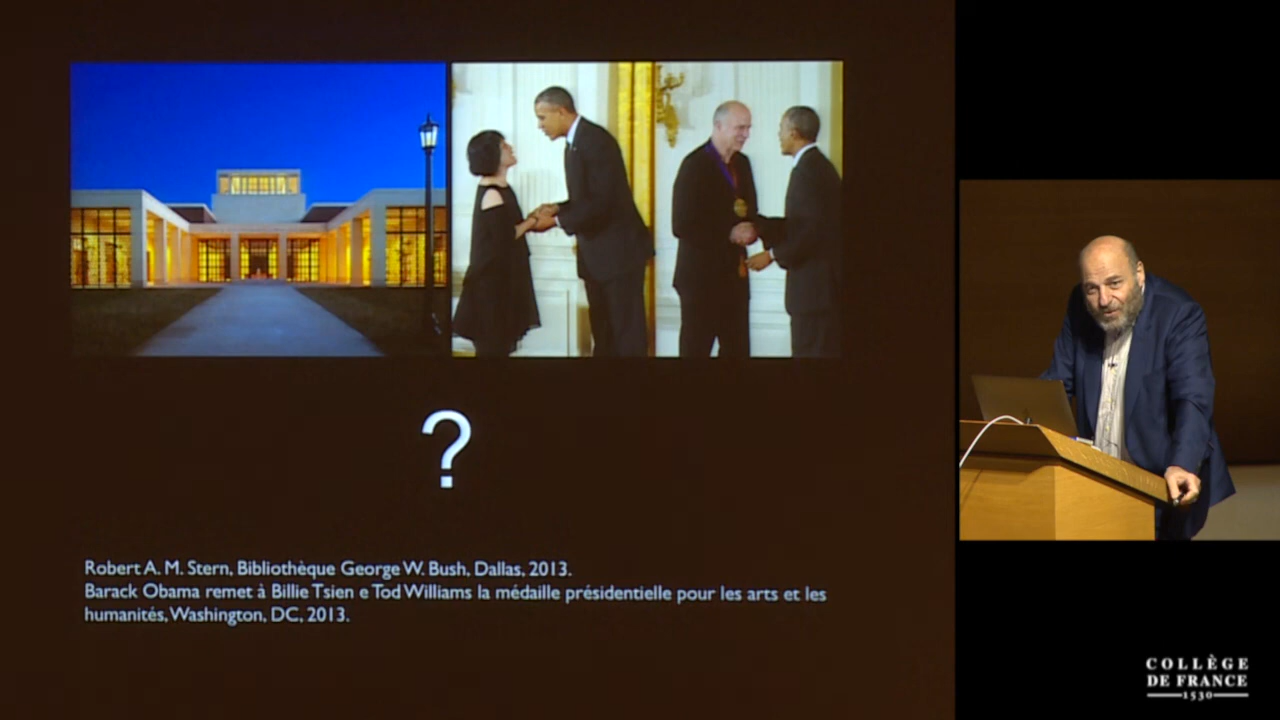 ?
Robert A. M. Stern, Bibliothèque George W. Bush, Dallas, 2013.
Barack Obama remet à Billie Tsien e Tod Williams la médaille présidentielle pour les arts et les
humanités, Washington, DC, 2013.
COLLÈGE
DE FRANCE
1530